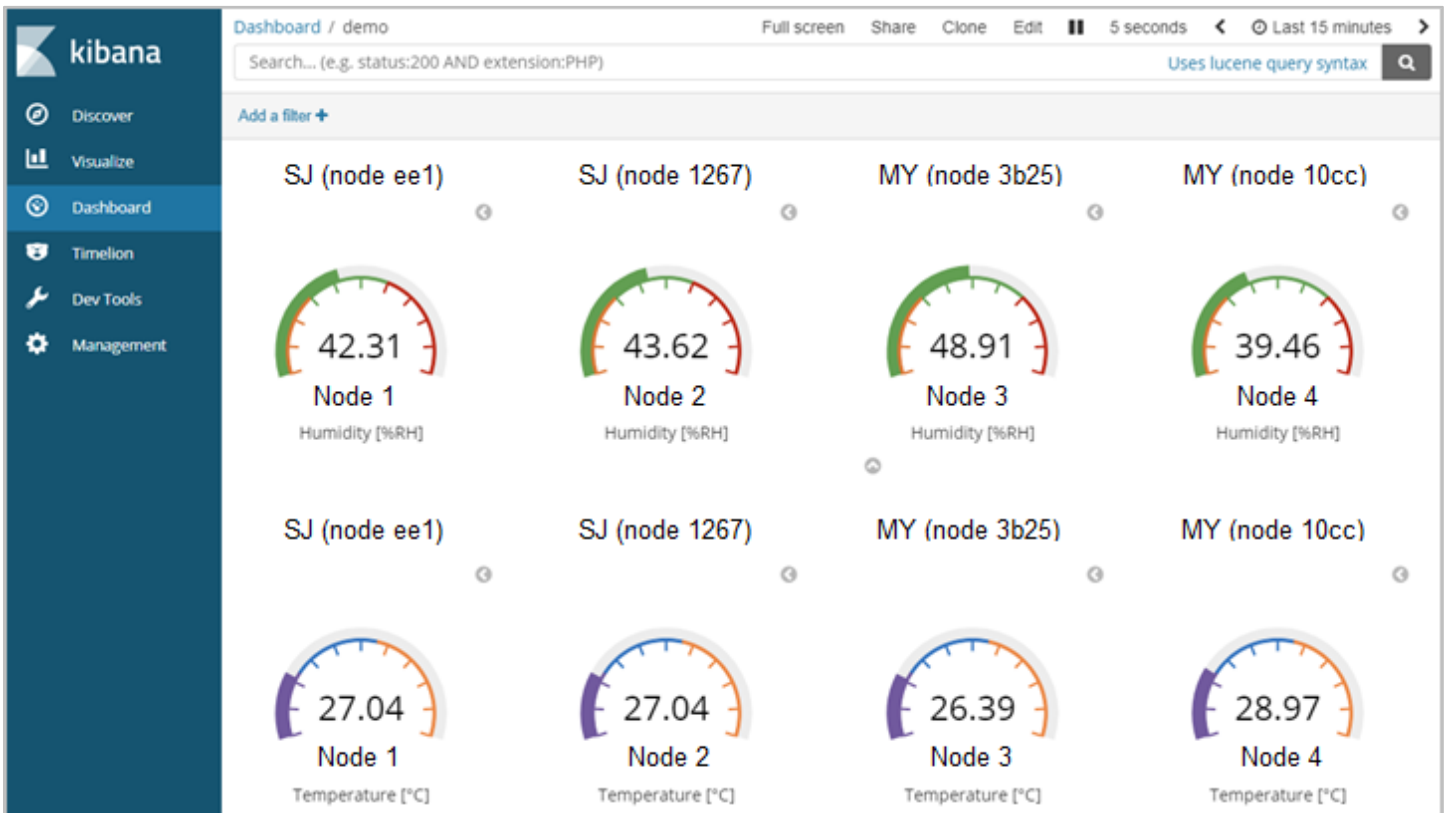 kibana
Discover
Visualize
Dashboard
Timelion
Dev Tools
Management
Dashboard / demo
Full screen Share Clone Edit 5 seconds Last 15 minutes
Search... (e.g. status:200 AND extension:PHP)
Uses lucene query syntax
Add a filter +
SJ (node ee1) SJ (node 1267) MY (node 3b25) MY (node 10cc)
42.31 43.62 48.91 39.46
Node 1 Node 2 Node 3 Node 4
Humidity [%RH] Humidity [%RH] Humidity [%RH] Humidity [%RH]
SJ (node ee1) SJ (node 1267) MY (node 3b25) MY (node 10cc)
27.04 27.04 26.39 28.97
Node 1 Node 2 Node 3 Node 4
Temperature [°C] Temperature [°C] Temperature [°C] Temperature [°C]